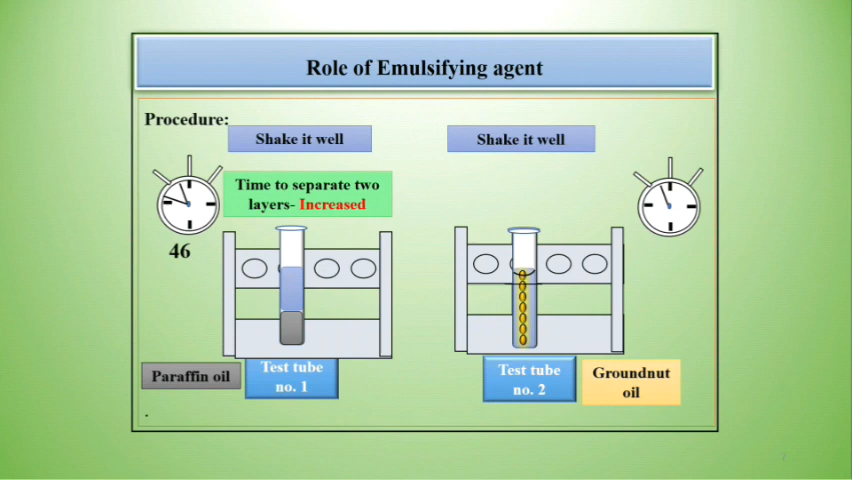 Role of Emulsifying agent
Procedure:
Shake it well
Shake it well
Time to separate two
layers- Increased
46
Paraffin oil
Test tube
no. 1
Test tube
no. 2
Groundnut
oil
.